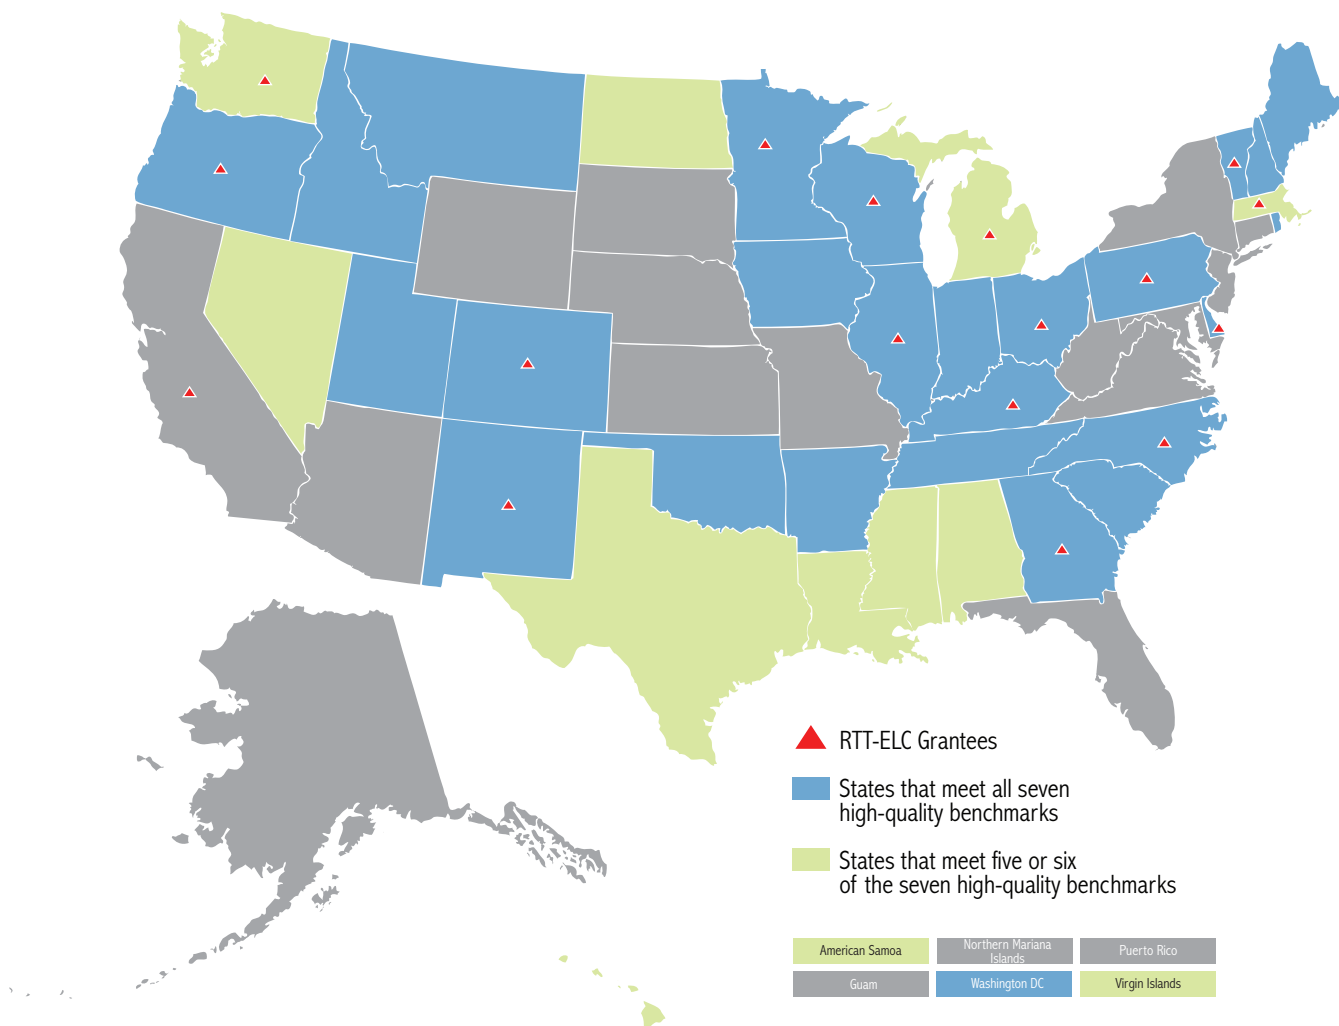 RTT-ELC Grantees
States that meet all seven
high-quality benchmarks
States that meet five or six
of the seven high-quality benchmarks
American Samoa
Northern Mariana
Islands
Puerto Rico
Guam
Washington DC
Virgin Islands